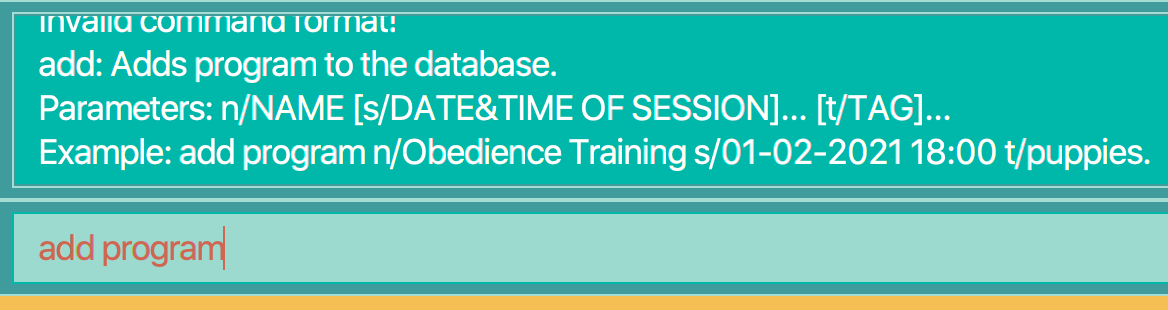 Invalid command format!
add: Adds program to the database.
Parameters: n/NAME [s/DATE&TIME OF SESSION]... [t/TAG]...
Example: add program n/Obedience Training s/01-02-2021 18:00 t/puppies.
add program